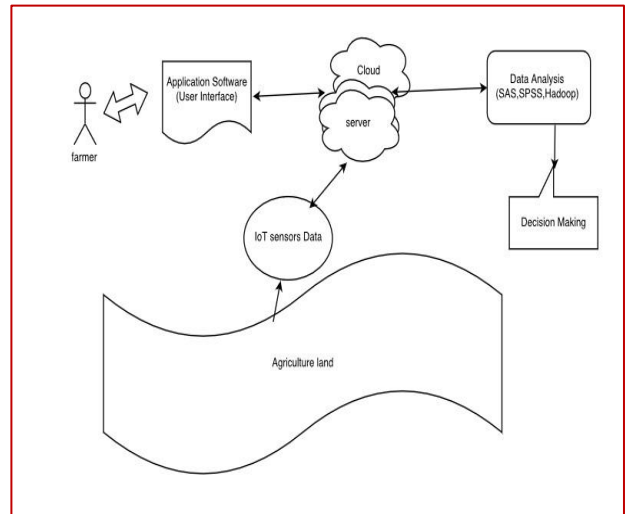 Application Software
(User Interface)
Cloud
server
Data Analysis
(SAS,SPSS,Hadoop)
farmer
Decision Making
IoT sensors Data
Agriculture land